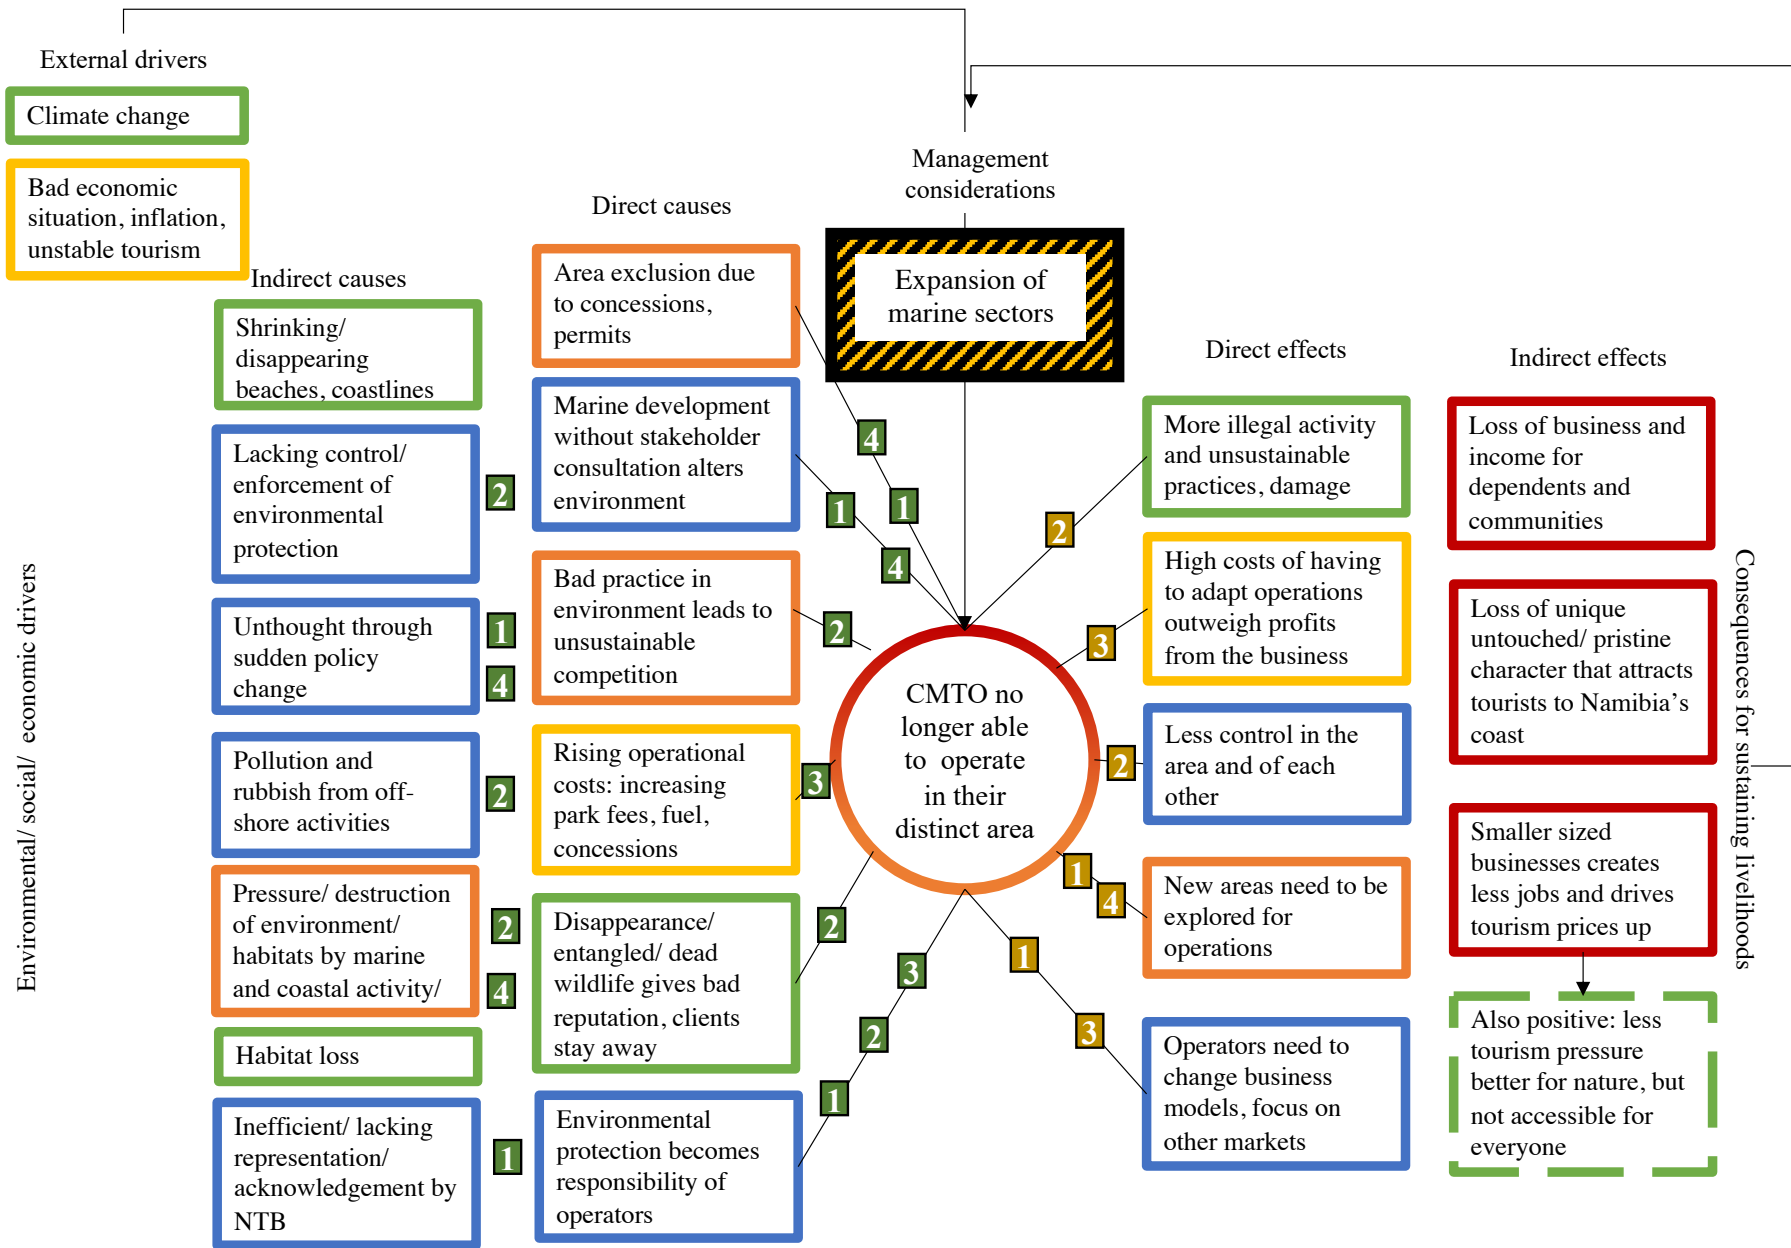 External drivers
Climate change
Bad economic
situation, inflation,
unstable tourism
Indirect causes
Shrinking/
disappearing
beaches, coastlines
Lacking control/
enforcement of
environmental
protection
2
Unthought through
sudden policy
change
1
4
Pollution and
rubbish from off-
shore activities
2
Pressure/ destruction
of environment/
habitats by marine
and coastal activity/
2
4
Habitat loss
Inefficient/ lacking
representation/
acknowledgement by
NTB
1
Environmental/ social/ economic drivers
Direct causes
Area exclusion due
to concessions,
permits
4
1
Marine development
without stakeholder
consultation alters
environment
1
4
Bad practice in
environment leads to
unsustainable
competition
2
Rising operational
costs: increasing
park fees, fuel,
concessions
3
Disappearance/
entangled/ dead
wildlife gives bad
reputation, clients
stay away
2
Environmental
protection becomes
responsibility of
operators
1
2
3
Management
considerations
Expansion of
marine sectors
CMTO no
longer able
to operate
in their
distinct area
Direct effects
More illegal activity
and unsustainable
practices, damage
2
High costs of having
to adapt operations
outweigh profits
from the business
3
Less control in the
area and of each
other
2
New areas need to be
explored for
operations
1
4
Operators need to
change business
models, focus on
other markets
1
3
Indirect effects
Loss of business and
income for
dependents and
communities
Loss of unique
untouched/ pristine
character that attracts
tourists to Namibia's
coast
Smaller sized
businesses creates
less jobs and drives
tourism prices up
Also positive: less
tourism pressure
better for nature, but
not accessible for
everyone
Consequences for sustaining livelihoods